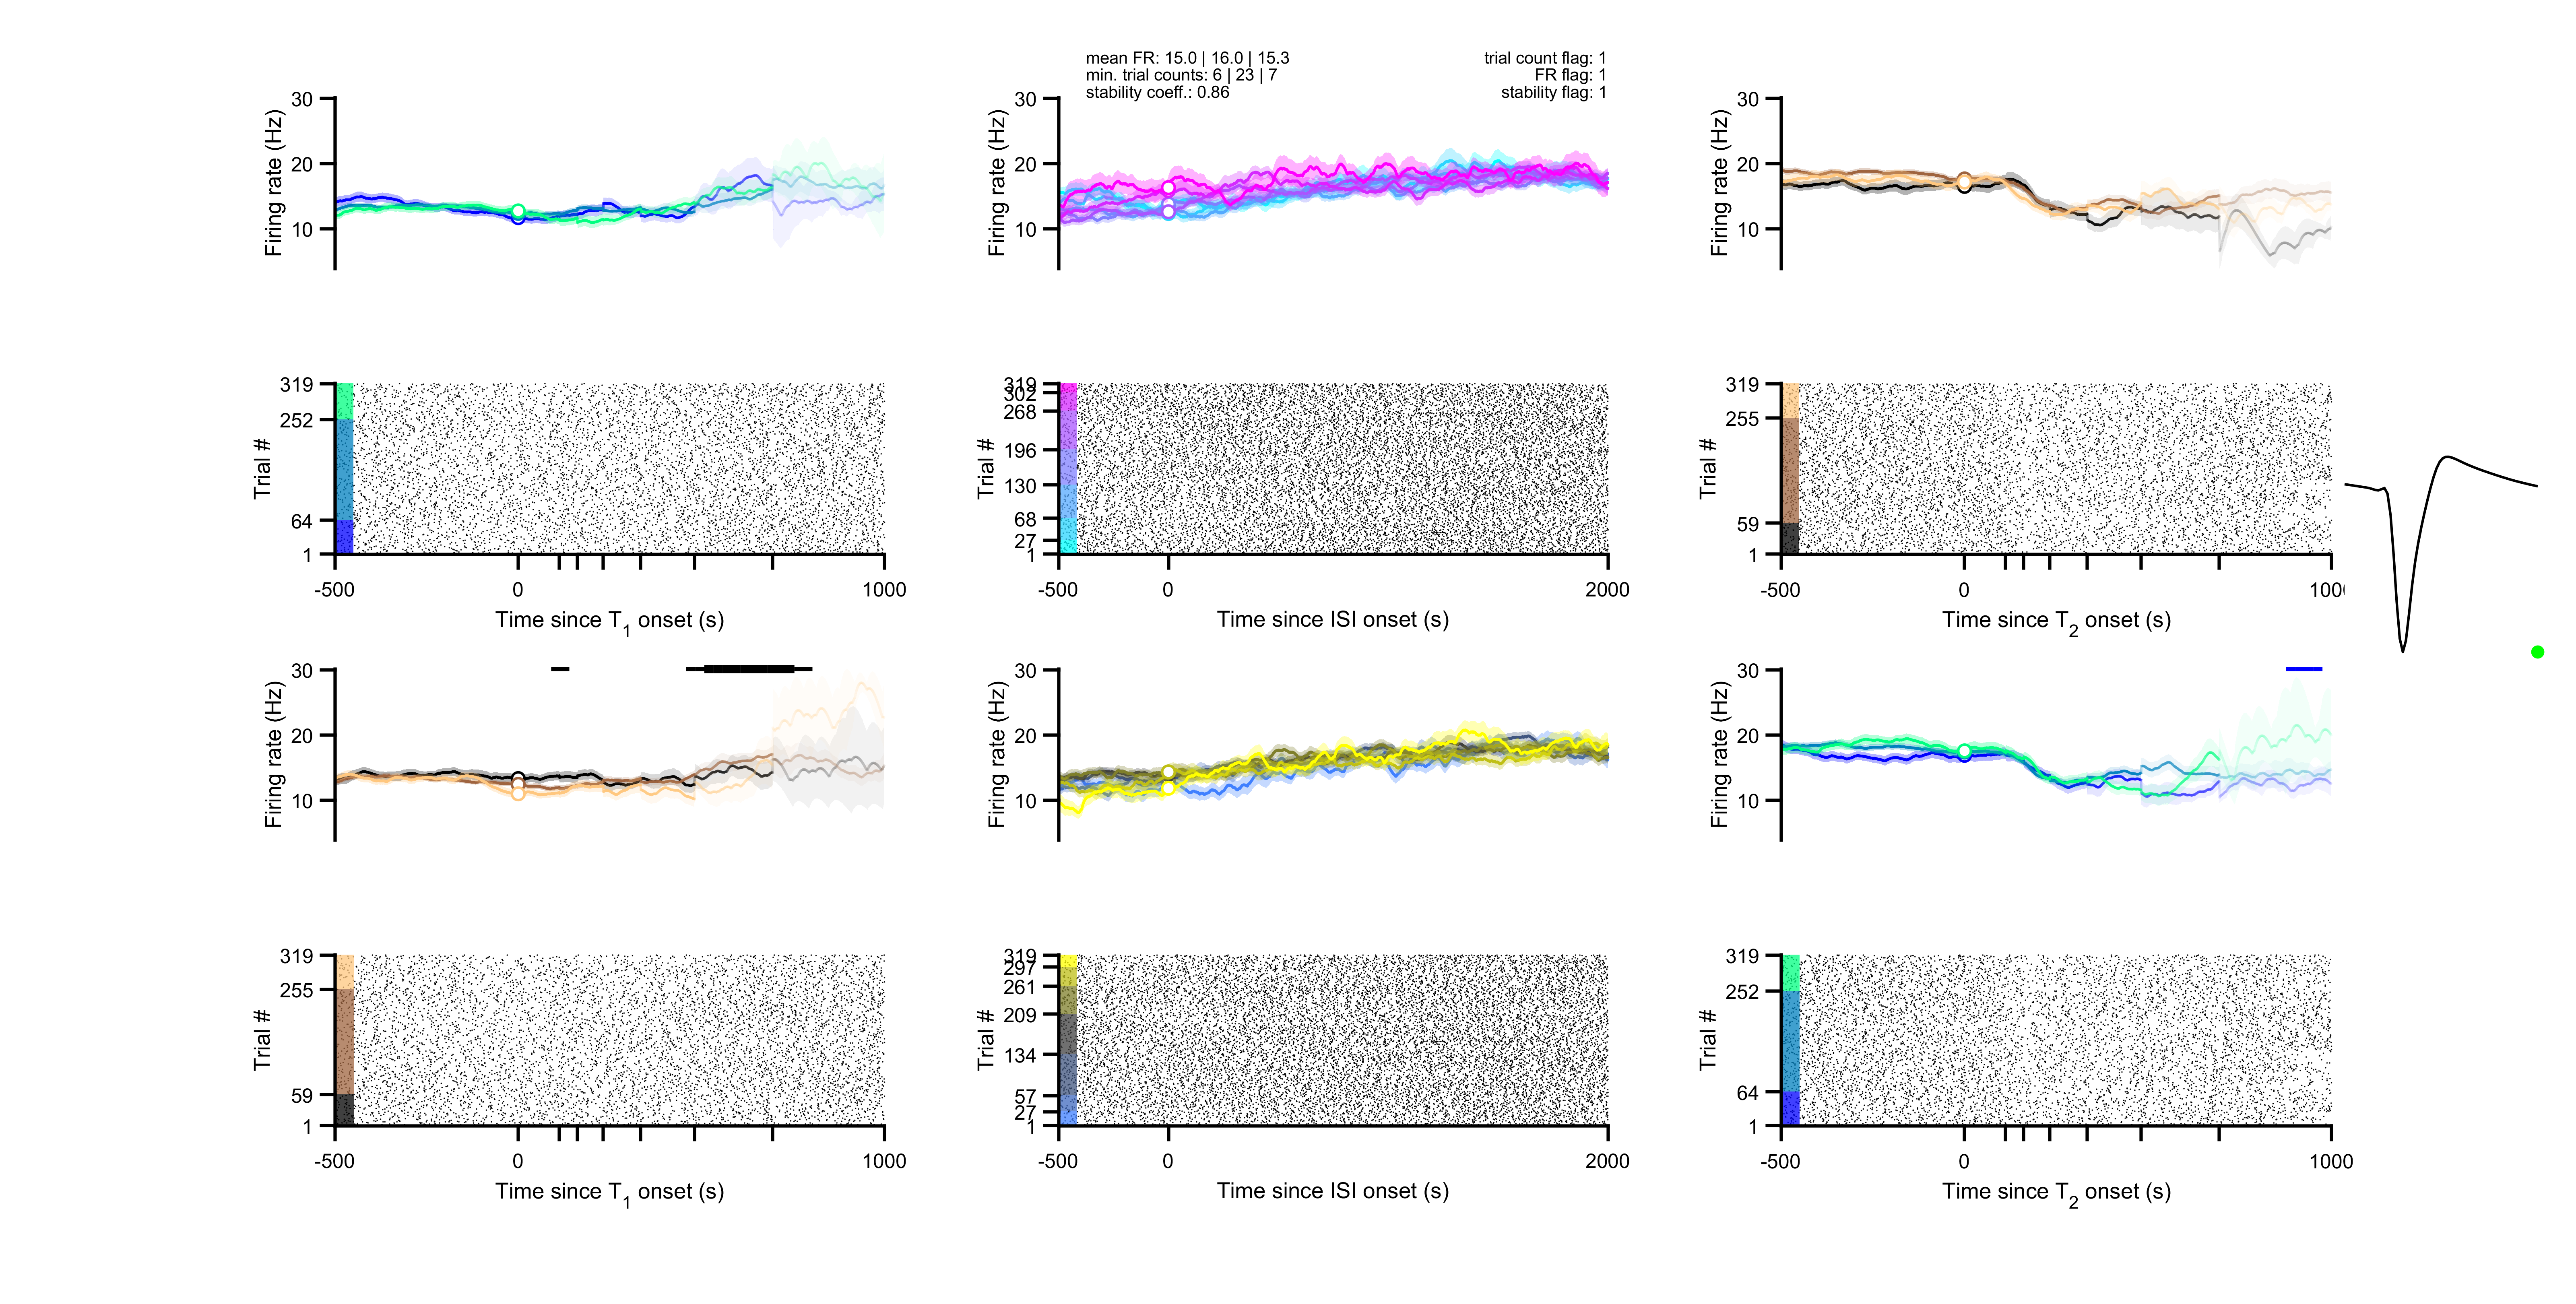 mean FR: 15.0 | 16.0 | 15.3
min. trial counts: 6 | 23 | 7
stability coeff.: 0.86
trial count flag: 1
FR flag: 1
stability flag: 1
Firing rate (Hz)
30
20
10
Firing rate (Hz)
30
20
10
Firing rate (Hz)
30
20
10
Trial #
319
252
64
1
-500
0
1000
Time since T1 onset (s)
Trial #
319
302
268
196
130
68
27
1
-500
0
2000
Time since ISI onset (s)
Trial #
319
255
59
1
-500
0
Time since T2 onset (s)
Firing rate (Hz)
30
20
10
Firing rate (Hz)
30
20
10
Firing rate (Hz)
30
20
10
Trial #
319
255
59
1
-500
0
1000
Time since T1 onset (s)
Trial #
319
297
261
209
134
57
27
1
-500
0
2000
Time since ISI onset (s)
Trial #
319
252
64
1
-500
0
1000
Time since T2 onset (s)